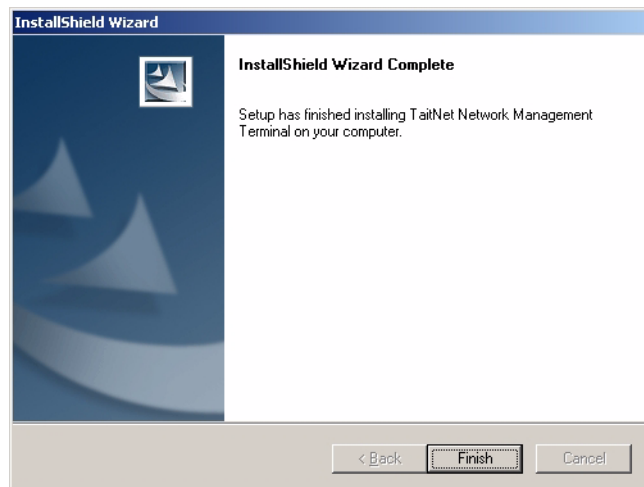 InstallShield Wizard
InstallShield Wizard Complete
Setup has finished installing TaitNet Network Management
Terminal on your computer.
< Back
Finish
Cancel